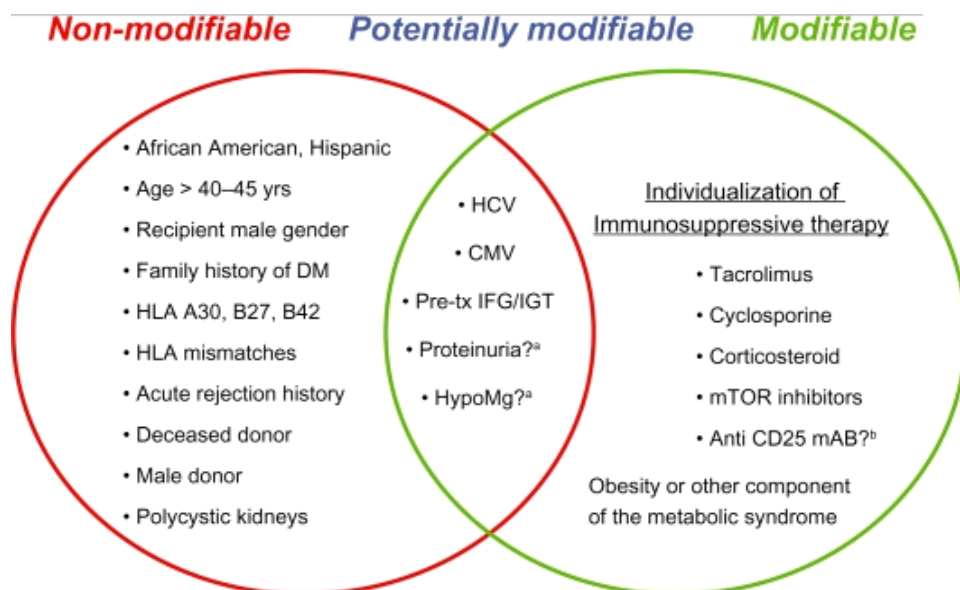 Non-modifiable
Potentially modifiable
Modifiable
• African American, Hispanic
• Age > 40–45 yrs
• Recipient male gender
• Family history of DM
• HLA A30, B27, B42
• HLA mismatches
• Acute rejection history
• Deceased donor
• Male donor
• Polycystic kidneys
• HCV
• CMV
• Pre-tx IFG/IGT
• Proteinuria?ᵃ
• HypoMg?ᵃ
Individualization of
Immunosuppressive therapy
• Tacrolimus
• Cyclosporine
• Corticosteroid
• mTOR inhibitors
• Anti CD25 mAB?ᵇ
Obesity or other component
of the metabolic syndrome